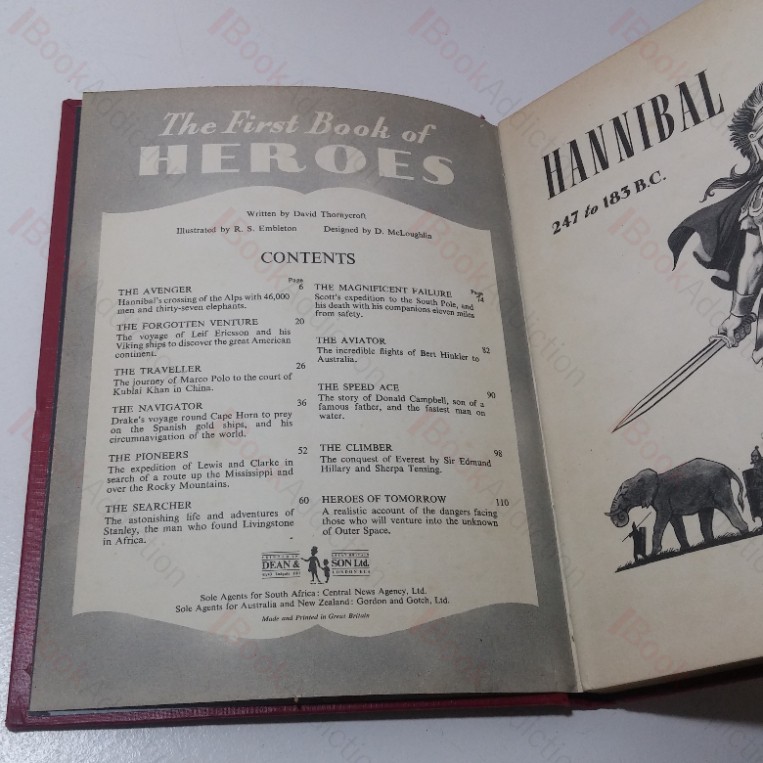 The First Book of
HEROES
Written by David Thornycroft
Illustrated by R. S. Embleton Designed by D. McLoughlin
CONTENTS
Page
THE AVENGER 6
Hannibal's crossing of the Alps with 46,000
men and thirty-seven elephants.
THE FORGOTTEN VENTURE 20
The voyage of Leif Ericsson and his
Viking ships to discover the great American
continent.
THE TRAVELLER 26
The journey of Marco Polo to the court of
Kublai Khan in China.
THE NAVIGATOR 36
Drake's voyage round Cape Horn to prey
on the Spanish gold ships, and his
circumnavigation of the world.
THE PIONEERS 52
The expedition of Lewis and Clarke in
search of a route up the Mississippi and
over the Rocky Mountains.
THE SEARCHER 60
The astonishing life and adventures of
Stanley, the man who found Livingstone
in Africa.
Page
THE MAGNIFICENT FAILURE 74
Scott's expedition to the South Pole, and
his death with his companions eleven miles
from safety.
THE AVIATOR 82
The incredible flights of Bert Hinkler to
Australia.
THE SPEED ACE 90
The story of Donald Campbell, son of a
famous father, and the fastest man on
water.
THE CLIMBER 98
The conquest of Everest by Sir Edmund
Hillary and Sherpa Tensing.
HEROES OF TOMORROW 110
A realistic account of the dangers facing
those who will venture into the unknown
of Outer Space.
DEAN & SON Ltd.
Sole Agents for South Africa: Central News Agency, Ltd.
Sole Agents for Australia and New Zealand: Gordon and Gotch, Ltd.
Made and Printed in Great Britain
HANNIBAL
247 to 183 B.C.
BookAddiction